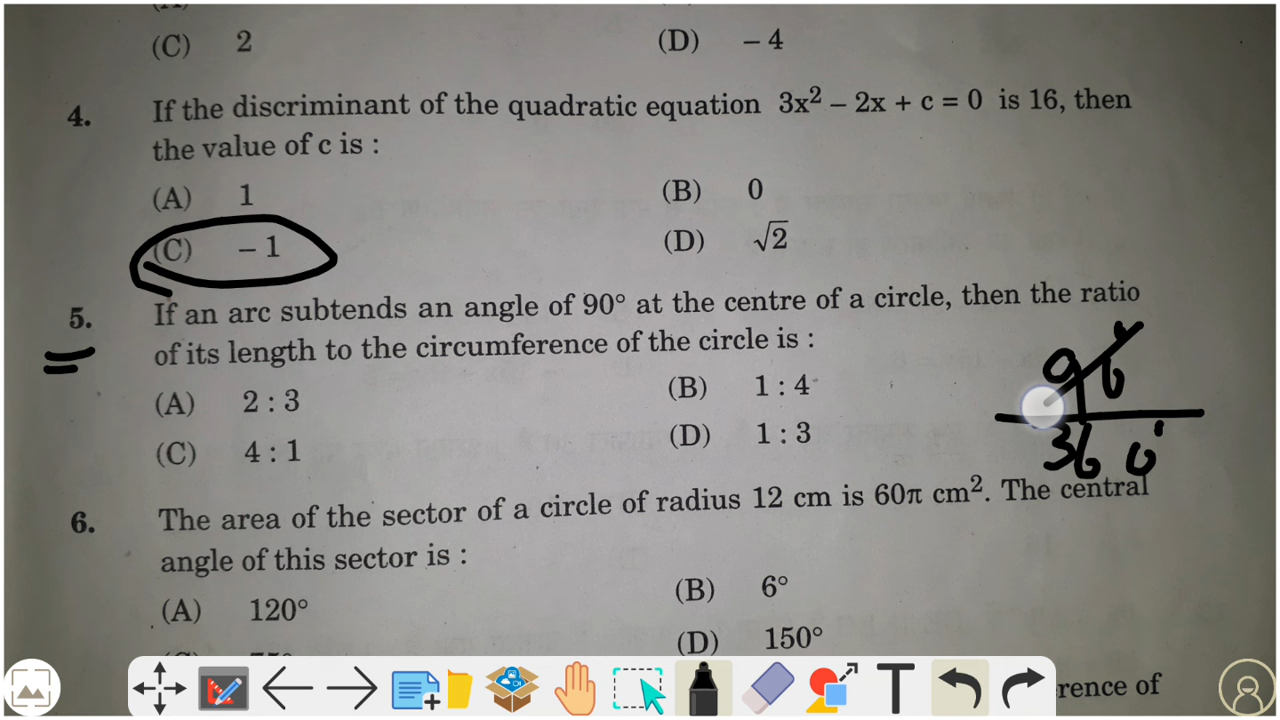 (C) 2 (D) – 4
4. If the discriminant of the quadratic equation 3x² – 2x + c = 0 is 16, then
the value of c is :
(A) 1 (B) 0
(C) – 1 (D) √2
5. If an arc subtends an angle of 90° at the centre of a circle, then the ratio
of its length to the circumference of the circle is :
(A) 2 : 3 (B) 1 : 4
90
(C) 4 : 1 (D) 1 : 3
360°
6. The area of the sector of a circle of radius 12 cm is 60π cm². The central
angle of this sector is :
(A) 120° (B) 6°
(D) 150°
T
rence of